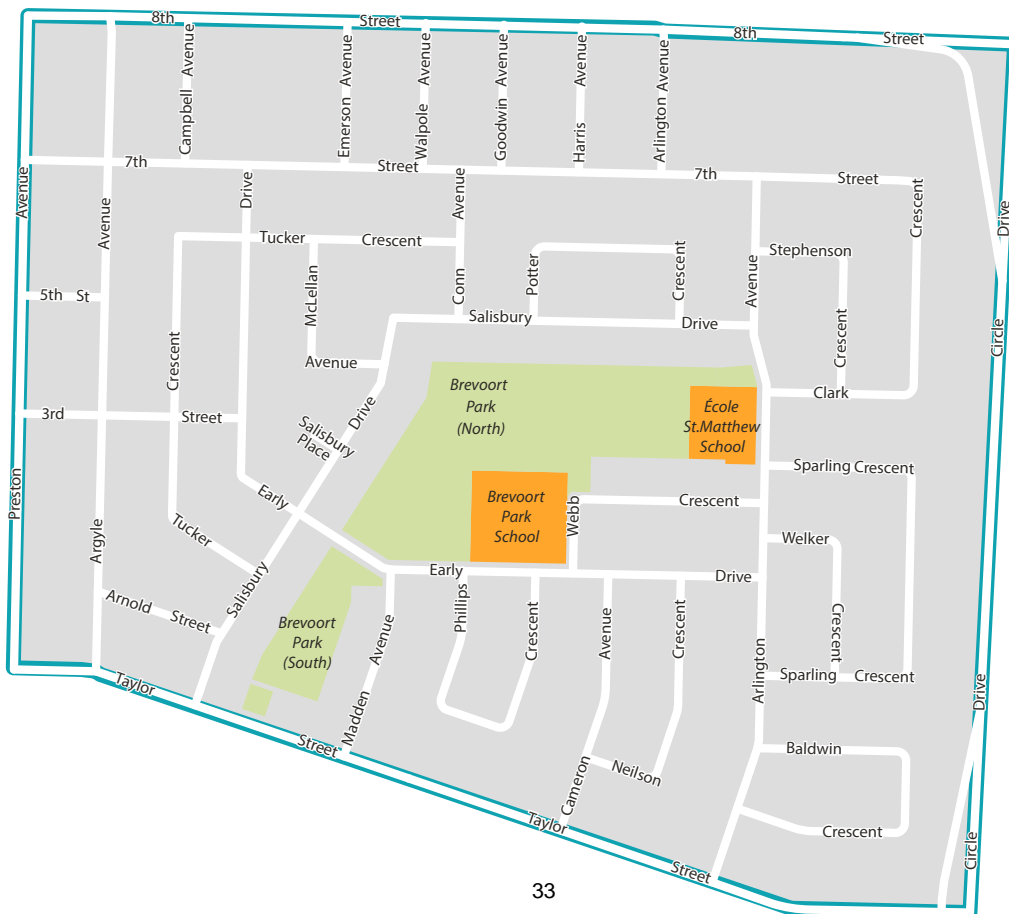 8th
Street
8th
Street
Campbell Avenue
Emerson Avenue
Walpole Avenue
Goodwin Avenue
Harris Avenue
Arlington Avenue
7th
Street
7th
Street
Avenue
Avenue
Drive
Avenue
Crescent
Drive
Tucker
Crescent
Stephenson
McLellan
Conn
Potter
Crescent
Avenue
5th St
Salisbury
Drive
Circle
Crescent
Avenue
Crescent
Brevoort
Park
(North)
Clark
3rd
Street
Drive
École
St.Matthew
School
Salisbury
Place
Sparling Crescent
Preston
Early
Brevoort
Park
School
Webb
Crescent
Argyle
Tucker
Welker
Early
Drive
Salisbury
Arnold Street
Phillips
Crescent
Avenue
Crescent
Crescent
Brevoort
Park
(South)
Avenue
Arlington
Sparling Crescent
Taylor
Drive
Madden
Street
Baldwin
Neilson
Cameron
Taylor
Crescent
Street
Circle
33